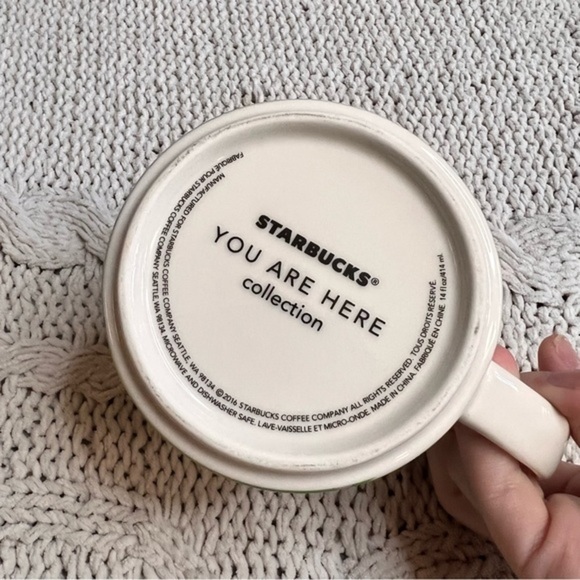 STARBUCKS®
YOU ARE HERE
collection
MANUFACTURED FOR STARBUCKS COFFEE COMPANY SEATTLE, WA 98134. ©2016 STARBUCKS COFFEE COMPANY ALL RIGHTS RESERVED. TOUS DROITS RÉSERVÉ.
FABRIQUÉ POUR STARBUCKS COFFEE COMPANY SEATTLE, WA 98134. MICROWAVE AND DISHWASHER SAFE. LAVE-VAISSELLE ET MICRO-ONDE. MADE IN CHINA. FABRIQUÉ EN CHINE. 14 fl oz/414 ml